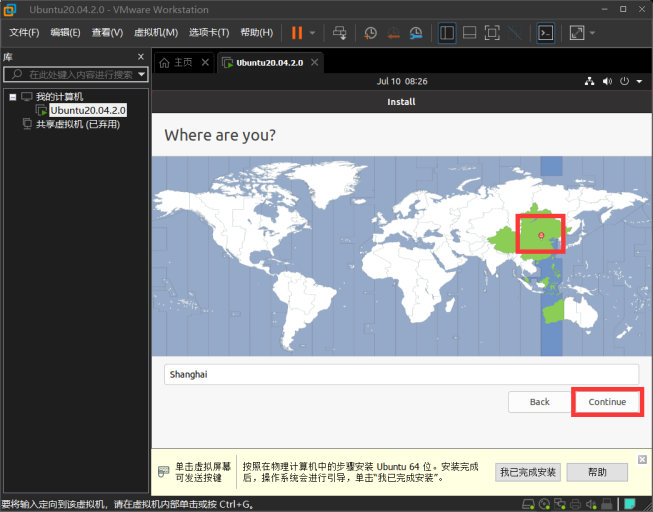 Ubuntu20.04.2.0 - VMware Workstation
文件(F) 编辑(E) 查看(V) 虚拟机(M) 选项卡(T) 帮助(H)
库
在此处键入内容进行搜索
我的计算机
Ubuntu20.04.2.0
共享虚拟机 (已弃用)
主页
Ubuntu20.04.2.0
Jul 10 08:26
Install
Where are you?
Shanghai
Back
Continue
单击虚拟屏幕
可发送按键
按照在物理计算机中的步骤安装 Ubuntu 64 位。安装完成
后，操作系统会进行引导，单击“我已完成安装”。
我已完成安装
帮助
要将输入定向到该虚拟机，请在虚拟机内部单击或按 Ctrl+G。